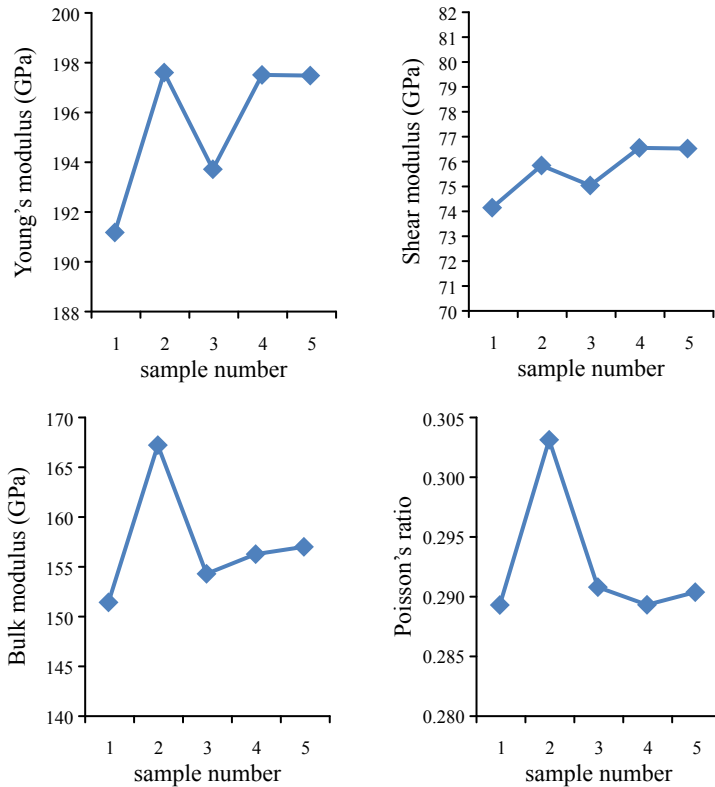 Young's modulus (GPa)
200
198
196
194
192
190
188
1 2 3 4 5
sample number
Shear modulus (GPa)
82
81
80
79
78
77
76
75
74
73
72
71
70
1 2 3 4 5
sample number
Bulk modulus (GPa)
170
165
160
155
150
145
140
1 2 3 4 5
sample number
Poisson's ratio
0.305
0.300
0.295
0.290
0.285
0.280
1 2 3 4 5
sample number